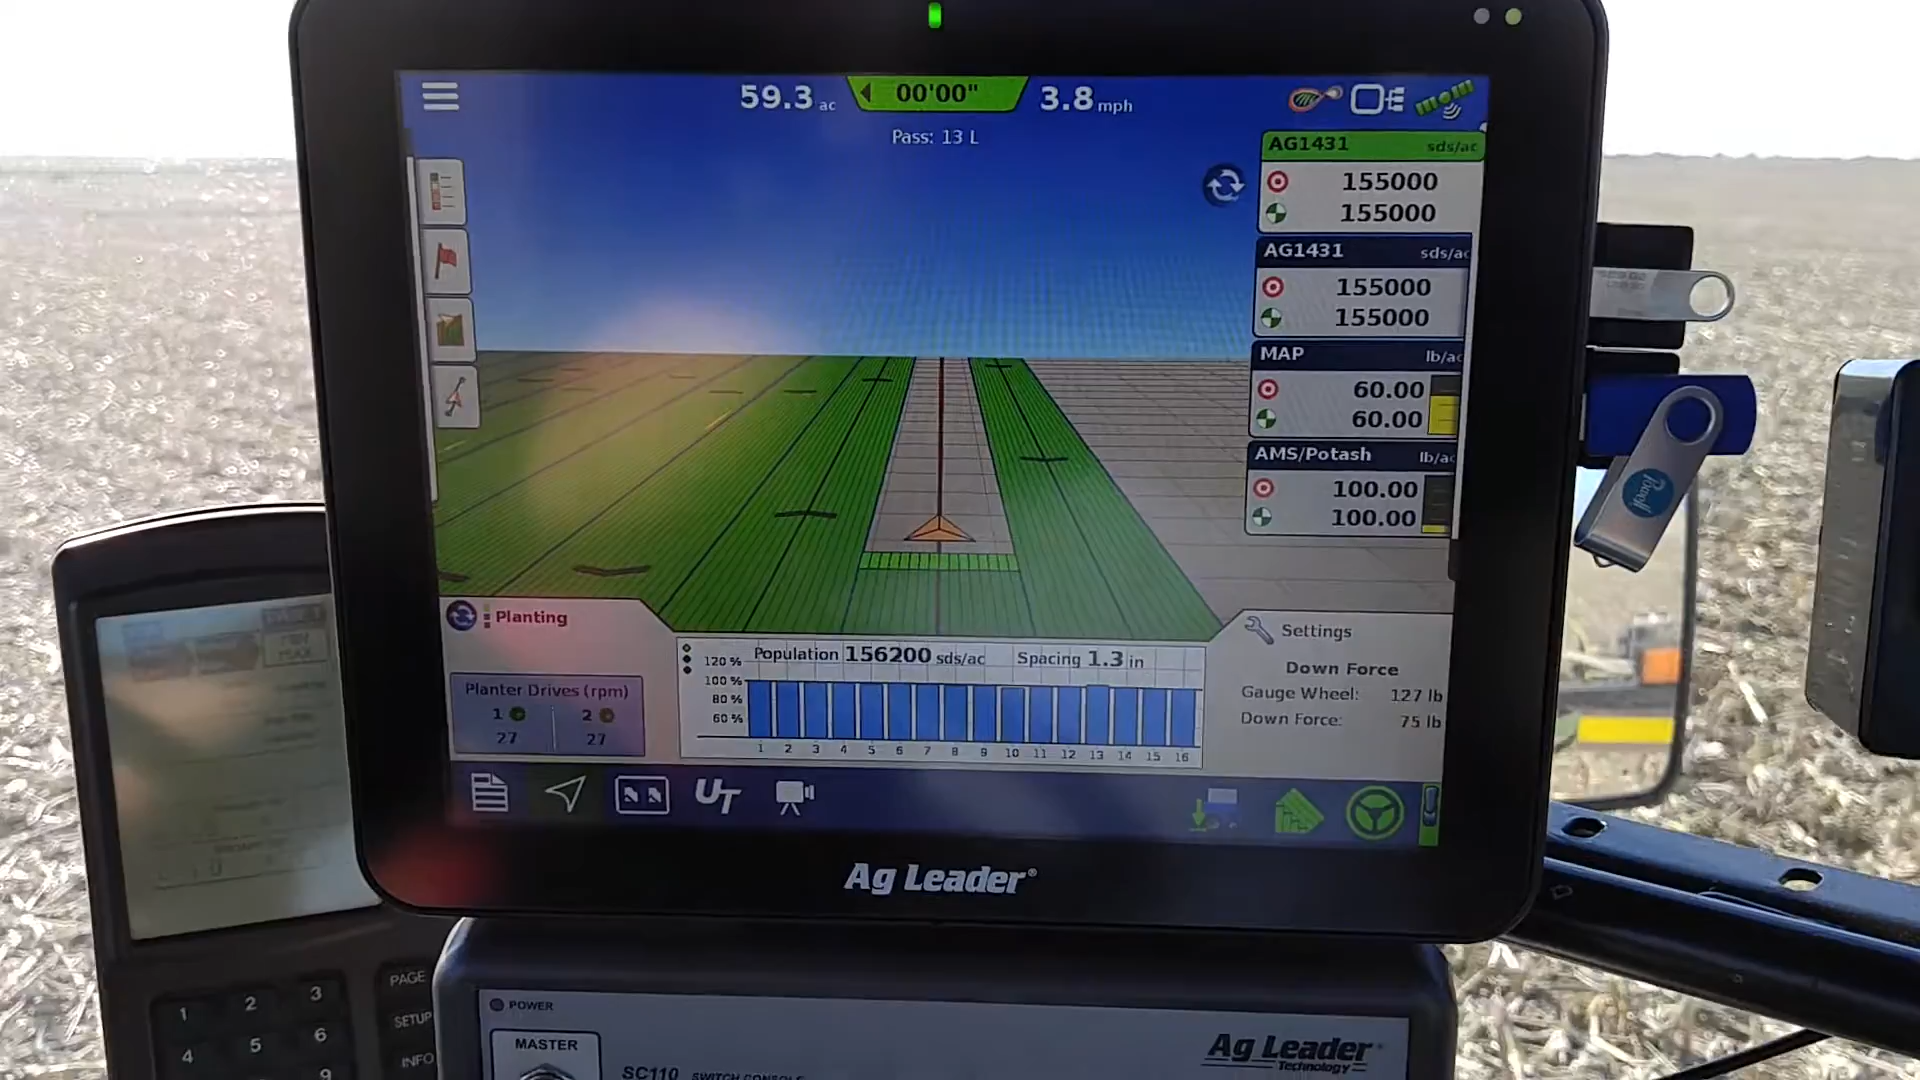 59.3 ac
00'00"
3.8 mph
Pass: 13 L
AG1431 sds/ac
155000
155000
AG1431 sds/ac
155000
155000
MAP lb/ac
60.00
60.00
AMS/Potash lb/ac
100.00
100.00
Planting
Planter Drives (rpm)
1 2
27 27
Population 156200 sds/ac Spacing 1.3 in
120 %
100 %
80 %
60 %
1 2 3 4 5 6 7 8 9 10 11 12 13 14 15 16
Settings
Down Force
Gauge Wheel: 127 lb
Down Force: 75 lb
UT
Ag Leader®
Powell
PAGE
SETUP
INFO
1 2 3
4 5 6
9
POWER
MASTER
SC110 SWITCH CONSOLE
Ag Leader
Technology